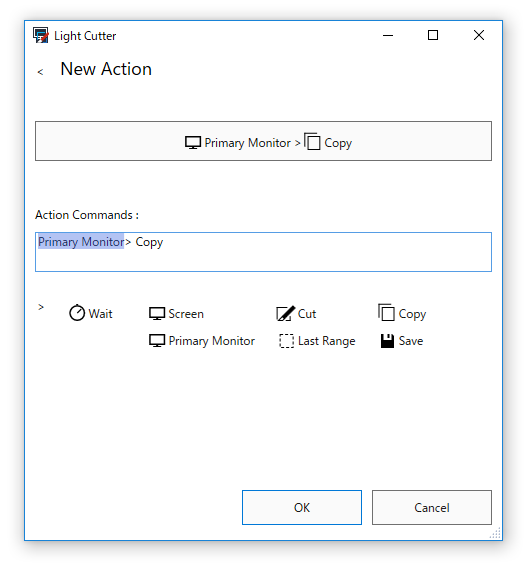 Light Cutter
< New Action
Primary Monitor > Copy
Action Commands :
Primary Monitor> Copy
> Wait Screen Cut Copy
Primary Monitor Last Range Save
OK Cancel